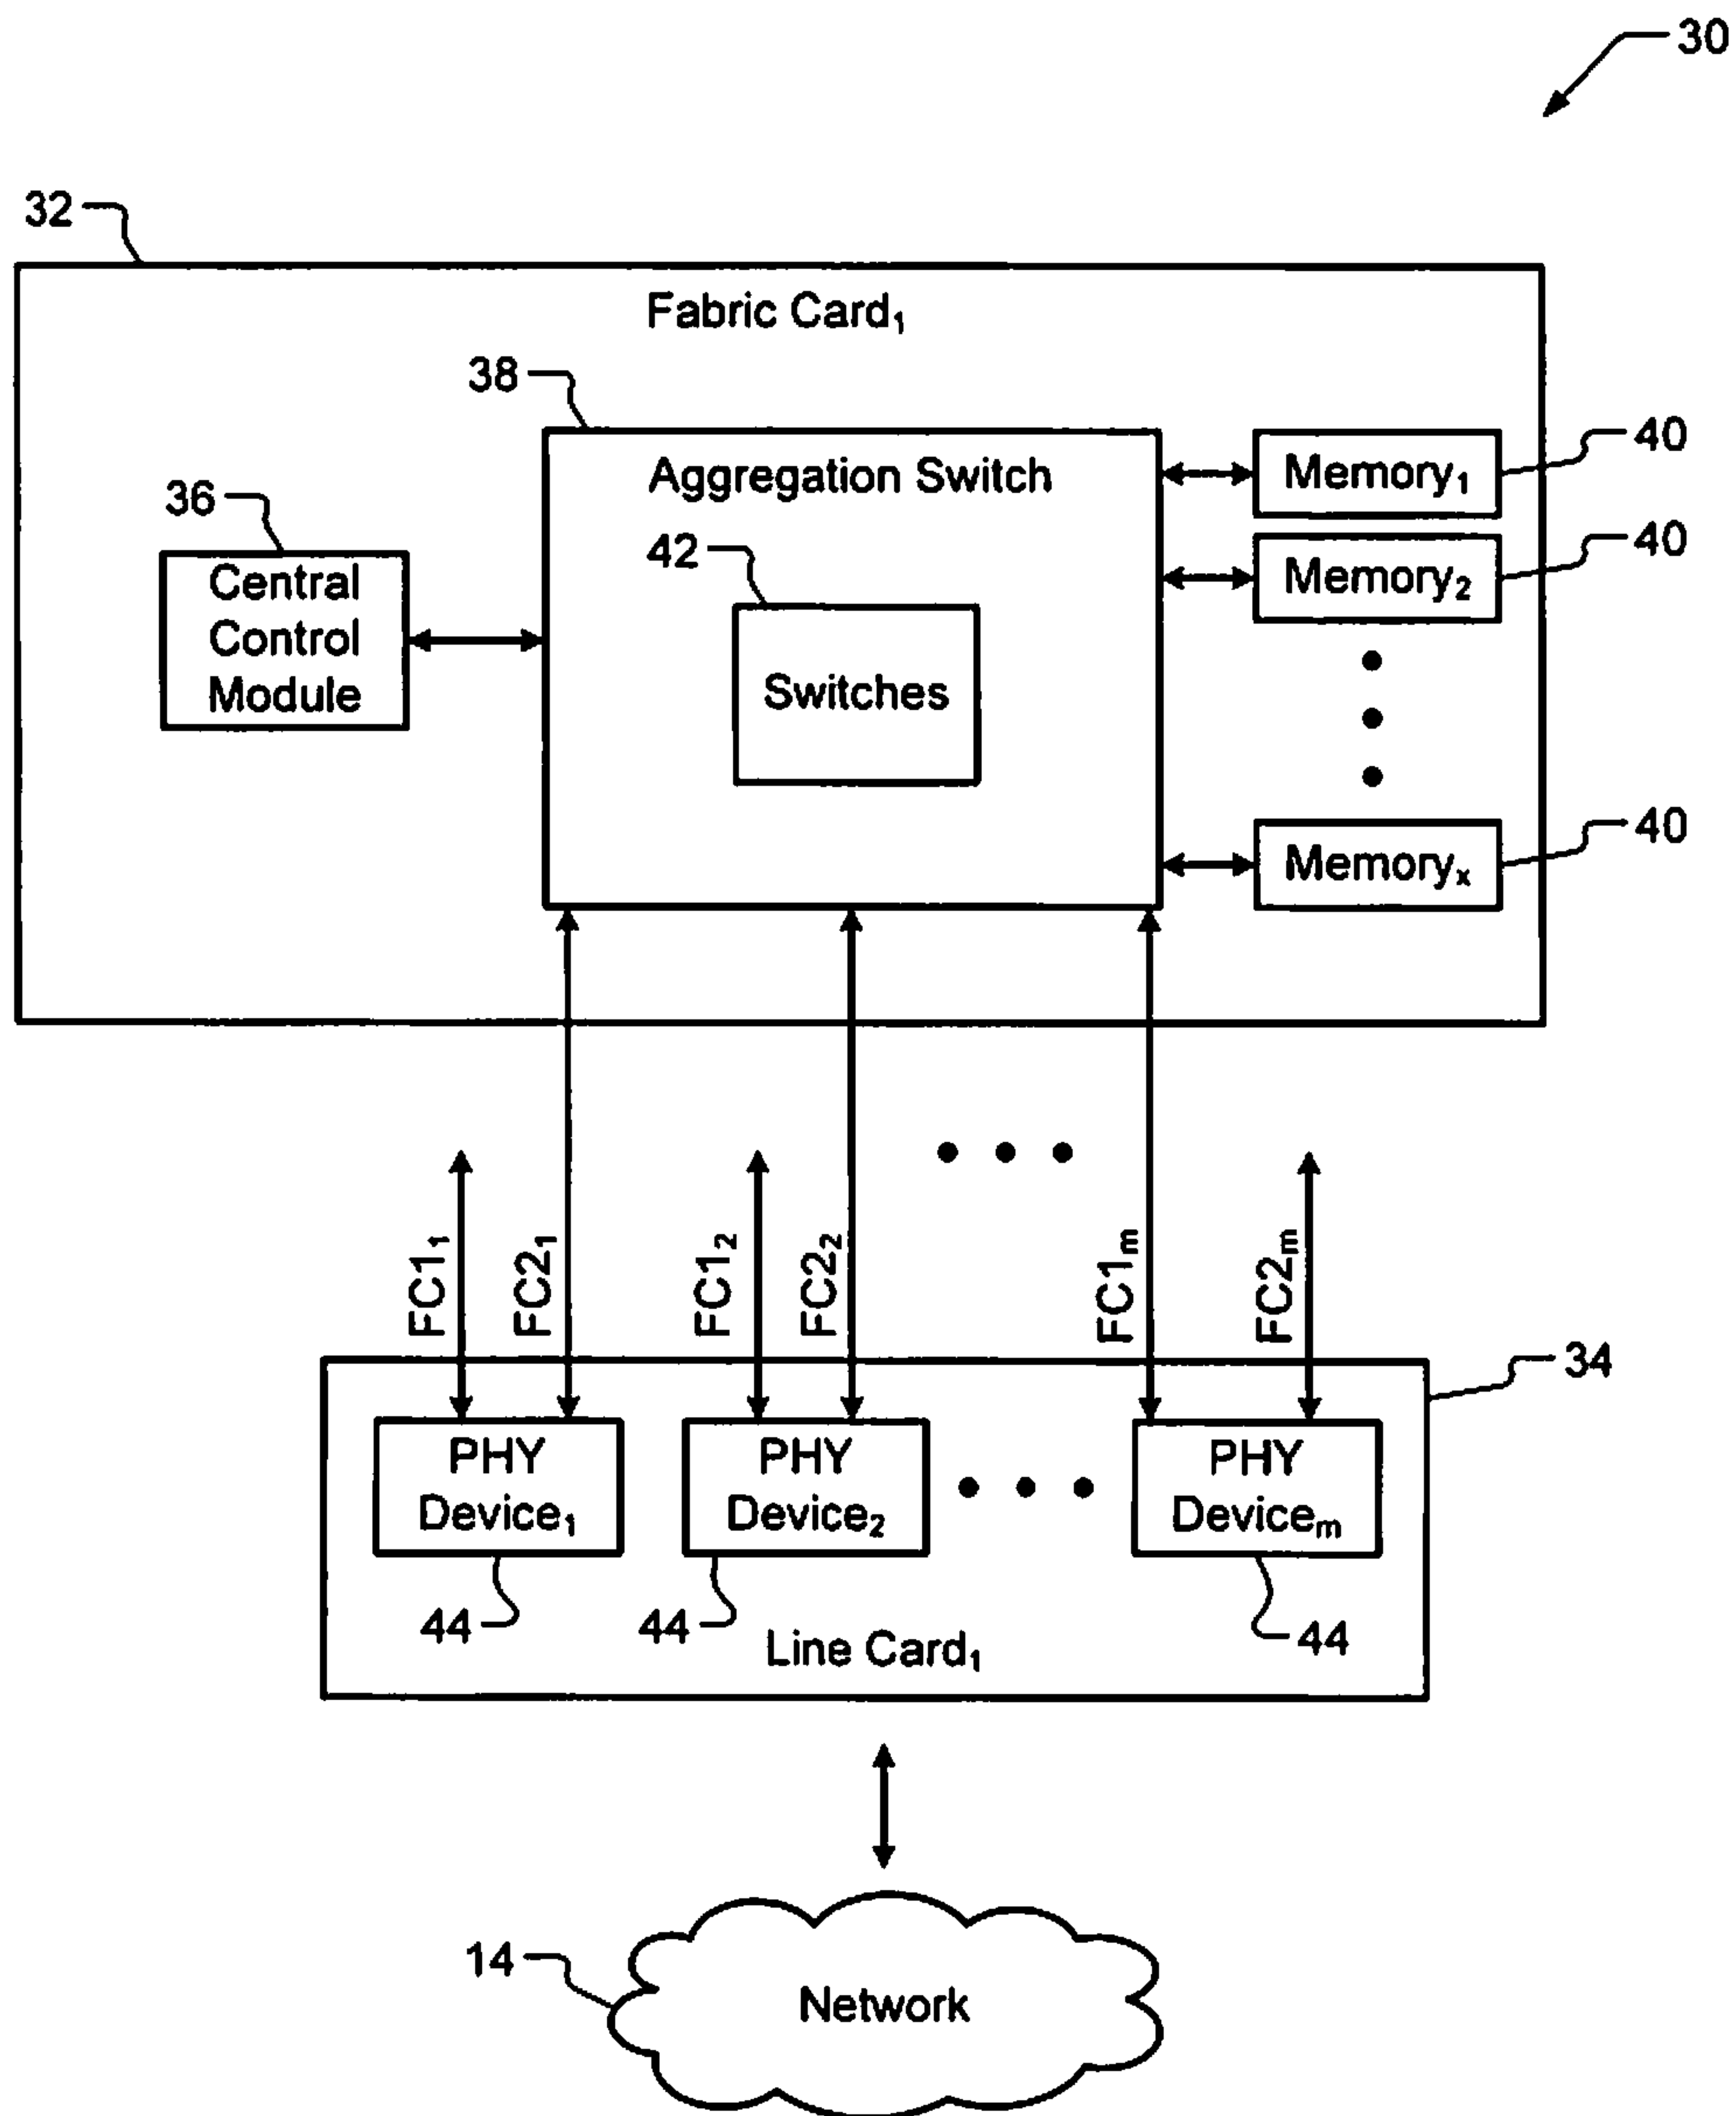 30
32
Fabric Card₁
38
Aggregation Switch
Memory₁
40
36
42
Memory₂
40
Central
Control
Module
Switches
Memoryₓ
40
FC1₁
FC2₁
FC1₂
FC2₂
FC1ₘ
FC2ₘ
34
PHY
Device₁
PHY
Device₂
PHY
Deviceₘ
44
44
44
Line Card₁
14
Network